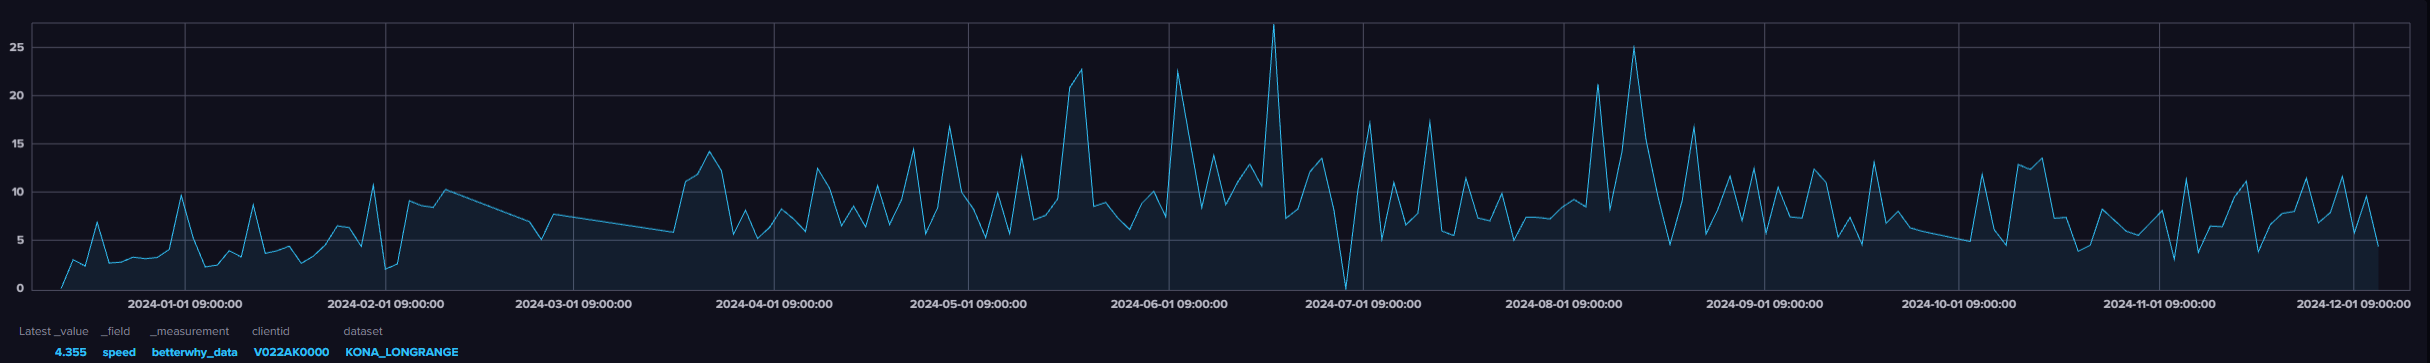 25
20
15
10
5
0
2024-01-01 09:00:00 2024-02-01 09:00:00 2024-03-01 09:00:00 2024-04-01 09:00:00 2024-05-01 09:00:00 2024-06-01 09:00:00 2024-07-01 09:00:00 2024-08-01 09:00:00 2024-09-01 09:00:00 2024-10-01 09:00:00 2024-11-01 09:00:00 2024-12-01 09:00:00
Latest _value _field _measurement clientid dataset
4.355 speed betterwhy_data V022AK0000 KONA_LONGRANGE